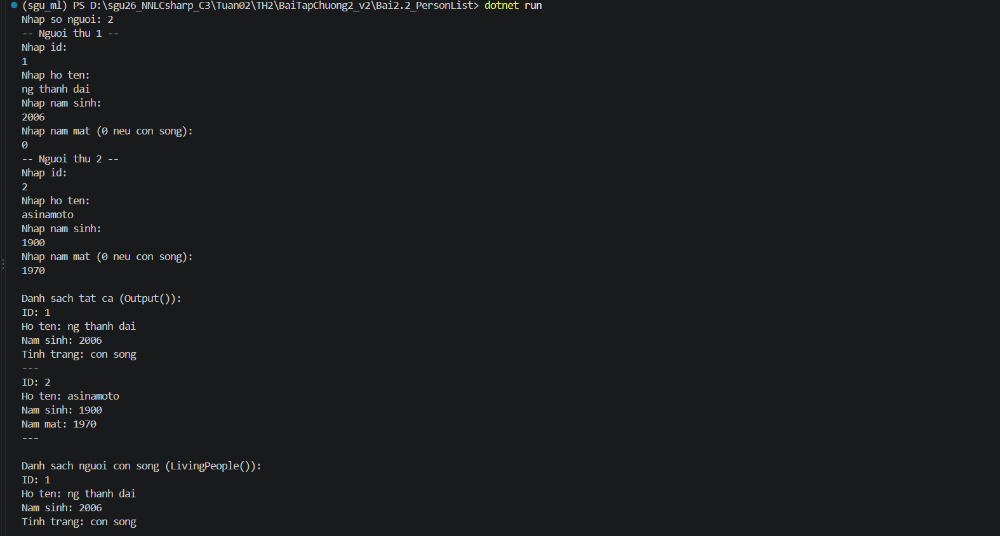 (sgu_ml) PS D:\sgu26_NNLCsharp_C3\Tuan02\TH2\BaiTapChuong2_v2\Bai2.2_PersonList> dotnet run
Nhap so nguoi: 2
-- Nguoi thu 1 --
Nhap id:
1
Nhap ho ten:
ng thanh dai
Nhap nam sinh:
2006
Nhap nam mat (0 neu con song):
0
-- Nguoi thu 2 --
Nhap id:
2
Nhap ho ten:
asinamoto
Nhap nam sinh:
1900
Nhap nam mat (0 neu con song):
1970
Danh sach tat ca (Output()):
ID: 1
Ho ten: ng thanh dai
Nam sinh: 2006
Tinh trang: con song
---
ID: 2
Ho ten: asinamoto
Nam sinh: 1900
Nam mat: 1970
---
Danh sach nguoi con song (LivingPeople()):
ID: 1
Ho ten: ng thanh dai
Nam sinh: 2006
Tinh trang: con song